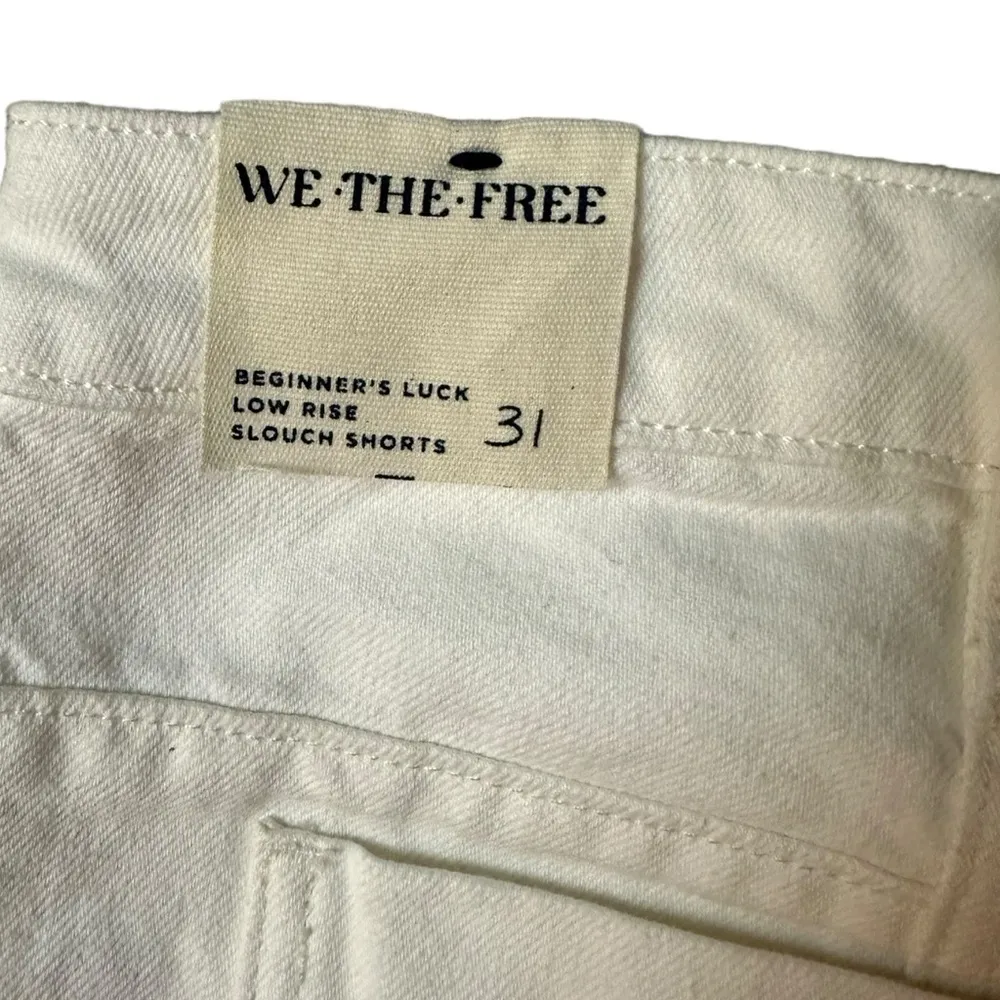 WE·THE·FREE
BEGINNER'S LUCK
LOW RISE
SLOUCH SHORTS 31